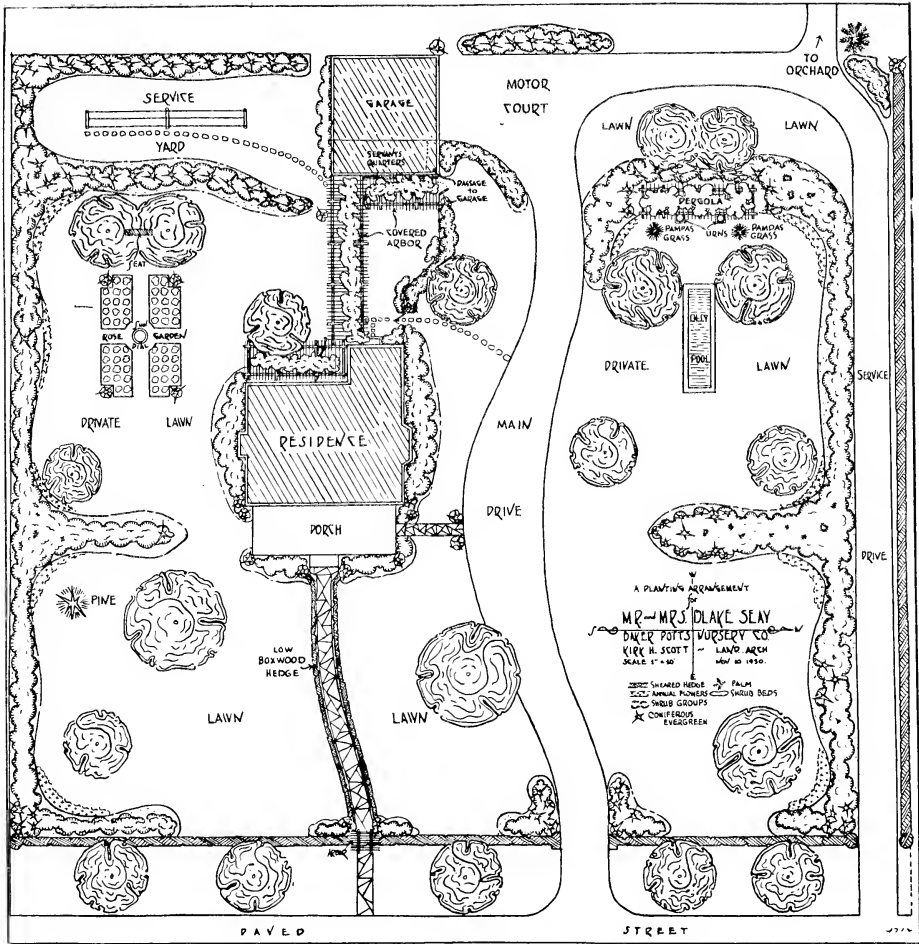 TO
ORCHARD
SERVICE
YARD
GARAGE
SERVANTS
QUARTERS
MOTOR
COURT
LAWN
LAWN
PASSAGE
TO
GARAGE
COVERED
ARBOR
PERGOLA
PAMPAS
GRASS
URNS
PAMPAS
GRASS
SEAT
ROSE GARDEN
LILY
POOL
PRIVATE LAWN
PRIVATE LAWN
RESIDENCE
PORCH
MAIN
DRIVE
SERVICE
DRIVE
PINE
LOW
BOXWOOD
HEDGE
LAWN
LAWN
ARBOR
W
S
N
A PLANTING ARRANGEMENT
for
MR and MRS. BLAKE SEAY
BAKER POTTS NURSERY CO
KIRK H. SCOTT ~ LAND. ARCH
NOV 10 1930.
SHEARED HEDGE
PALM
ANNUAL FLOWERS
SHRUB BEDS
SHRUB GROUPS
CONIFEROUS
EVERGREEN
PAVED STREET